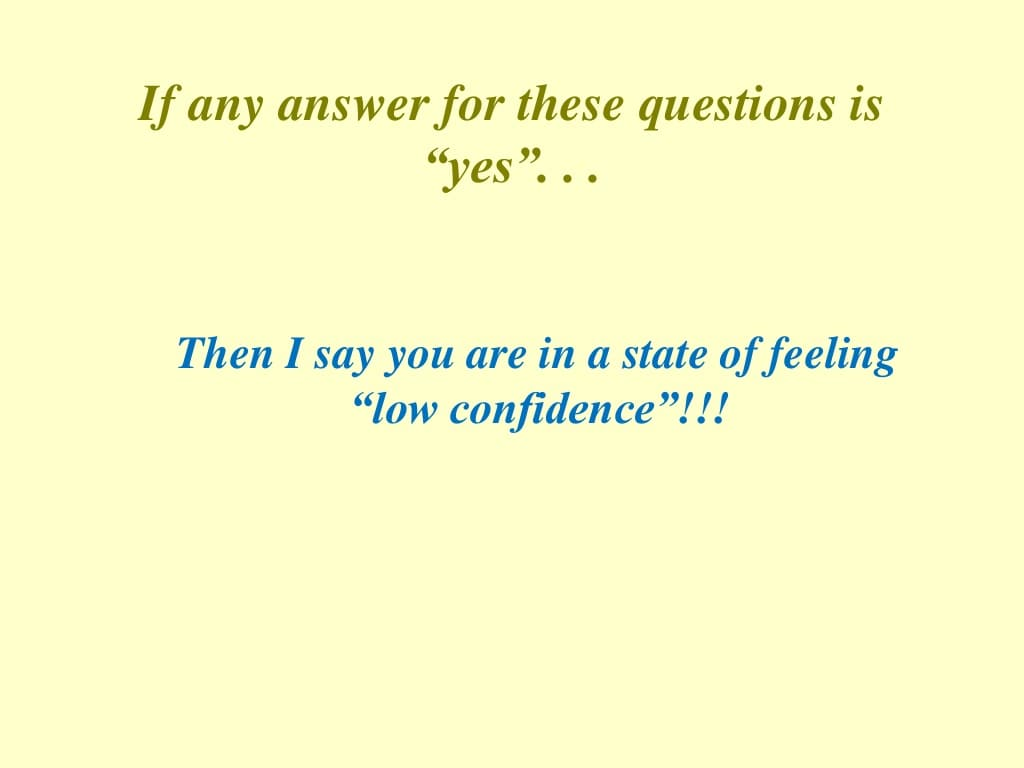 If any answer for these questions is
“yes”. . .
Then I say you are in a state of feeling
“low confidence”!!!